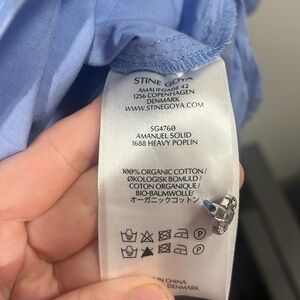 STINE GOYA
AMALIEGADE 42
1256 COPENHAGEN
DENMARK
WWW.STINEGOYA.COM
SG4760
AMANUEL SOLID
1688 HEAVY POPLIN
100% ORGANIC COTTON /
ØKOLOGISK BOMULD /
COTON ORGANIQUE /
BIO-BAUMWOLLE /
オーガニックコットン
P
P
IN CHINA
DENMARK